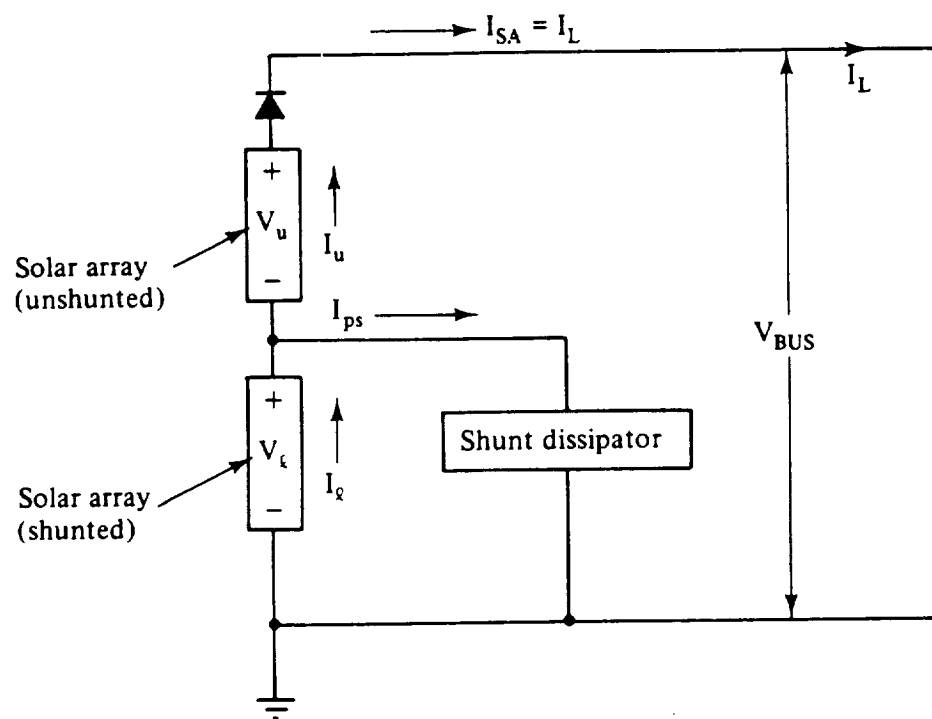 I_SA = I_L
I_L
+
V_u
−
I_u
Solar array
(unshunted)
I_ps
V_BUS
+
V_ℓ
−
I_ℓ
Shunt dissipator
Solar array
(shunted)